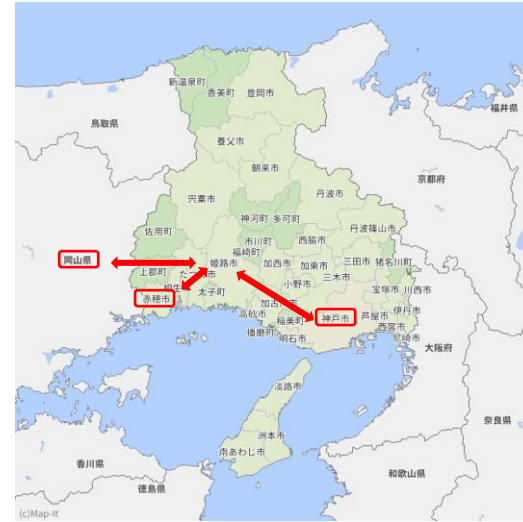 新温泉町
香美町
豊岡市
福井県
鳥取県
養父市
朝来市
京都府
宍粟市
丹波市
神河町
多可町
佐用町
丹波篠山市
市川町
西脇市
福崎町
岡山県
姫路市
加西市
加東市
三田市
猪名川町
上郡町
三木市
小野市
宝塚市
川西
赤穂市
太子町
伊丹市
加古
高砂市
稲美町
神戸市
芦屋市
西宮市
播磨町
明石市
尼崎市
大阪府
淡路市
奈良県
洲本市
南あわじ市
香川県
和歌山県
徳島県
(c)Map-It